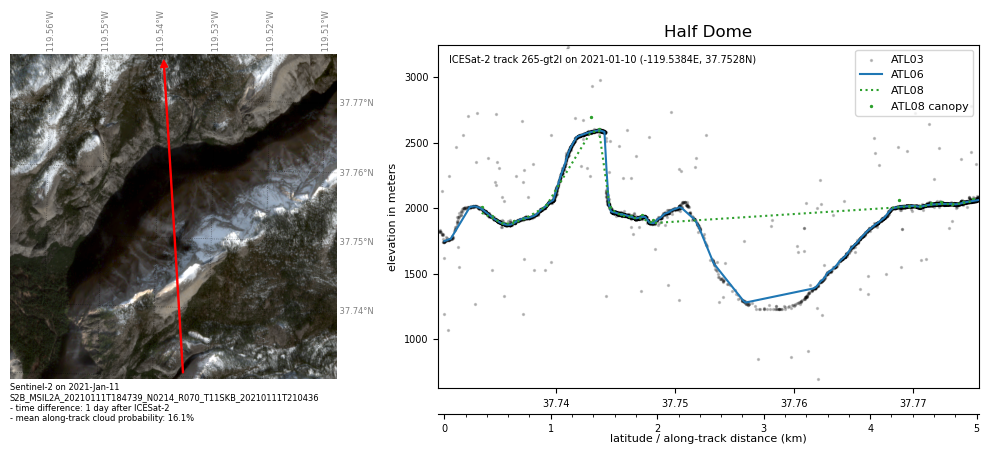 119.56°W
119.55°W
119.54°W
119.53°W
119.52°W
119.51°W
37.77°N
37.76°N
37.75°N
37.74°N
Sentinel-2 on 2021-Jan-11
S2B_MSIL2A_20210111T184739_N0214_R070_T11SKB_20210111T210436
- time difference: 1 day after ICESat-2
- mean along-track cloud probability: 16.1%
Half Dome
ICESat-2 track 265-gt2l on 2021-01-10 (-119.5384E, 37.7528N)
ATL03
ATL06
ATL08
ATL08 canopy
elevation in meters
3000
2500
2000
1500
1000
37.74 37.75 37.76 37.77
0 1 2 3 4 5
latitude / along-track distance (km)